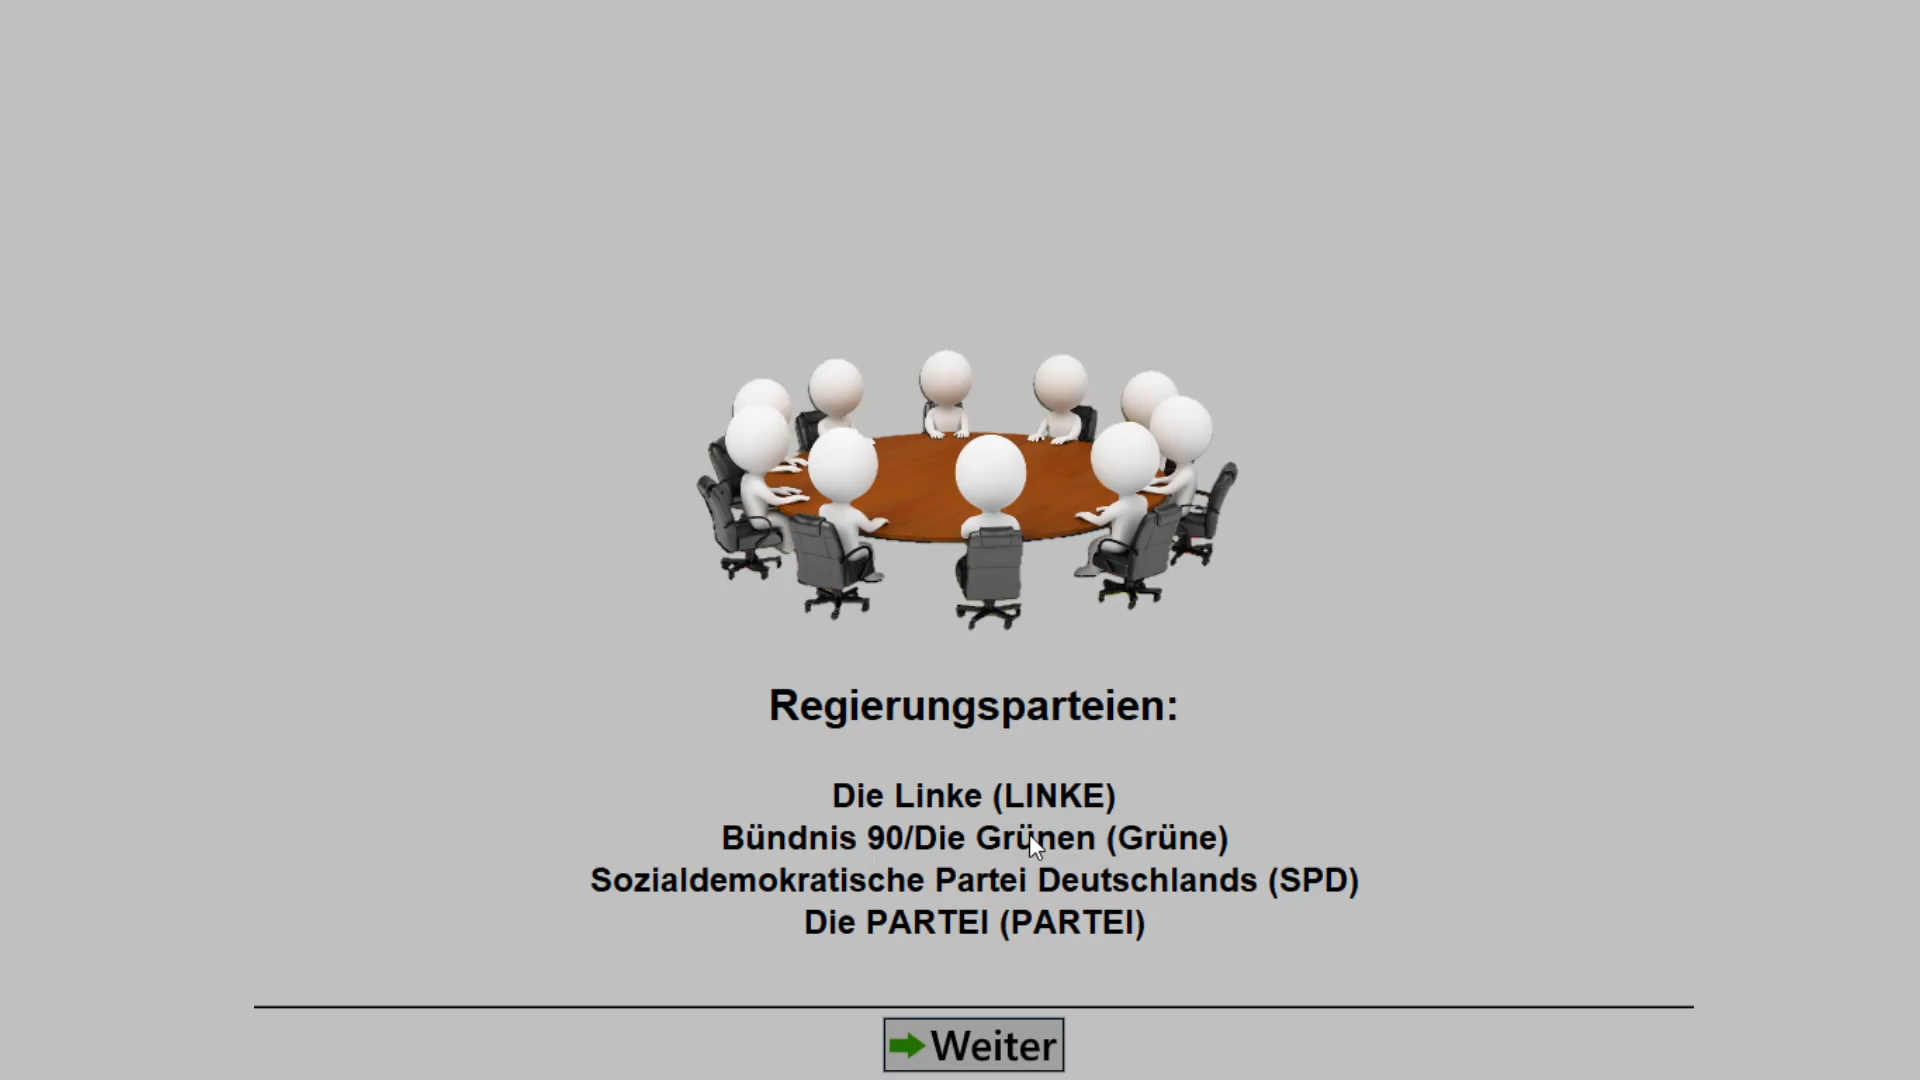 Regierungsparteien:
Die Linke (LINKE)
Bündnis 90/Die Grünen (Grüne)
Sozialdemokratische Partei Deutschlands (SPD)
Die PARTEI (PARTEI)
Weiter